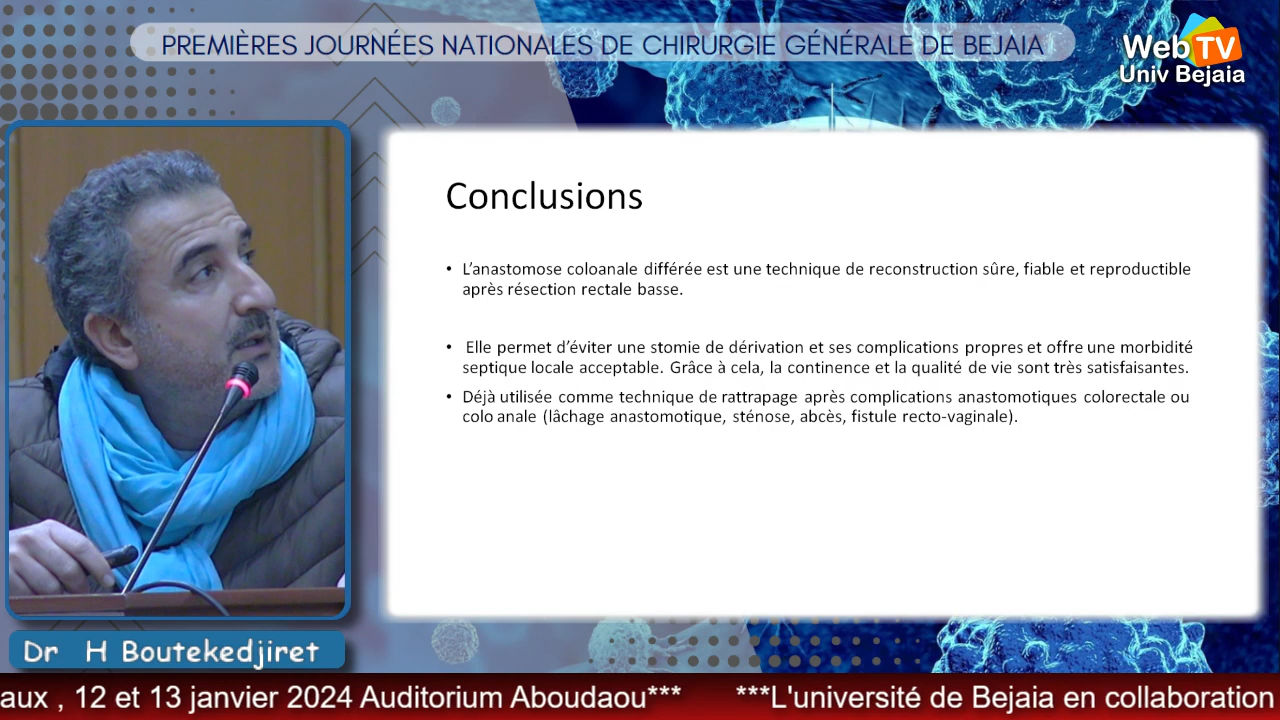 PREMIÈRES JOURNÉES NATIONALES DE CHIRURGIE GÉNÉRALE DE BEJAIA
Web TV
Univ Bejaia
Conclusions
• L'anastomose coloanale différée est une technique de reconstruction sûre, fiable et reproductible
après résection rectale basse.
• Elle permet d'éviter une stomie de dérivation et ses complications propres et offre une morbidité
septique locale acceptable. Grâce à cela, la continence et la qualité de vie sont très satisfaisantes.
• Déjà utilisée comme technique de rattrapage après complications anastomotiques colorectale ou
colo anale (lâchage anastomotique, sténose, abcès, fistule recto-vaginale).
Dr H Boutekedjiret
aux , 12 et 13 janvier 2024 Auditorium Aboudaou*** ***L'université de Bejaia en collaboration